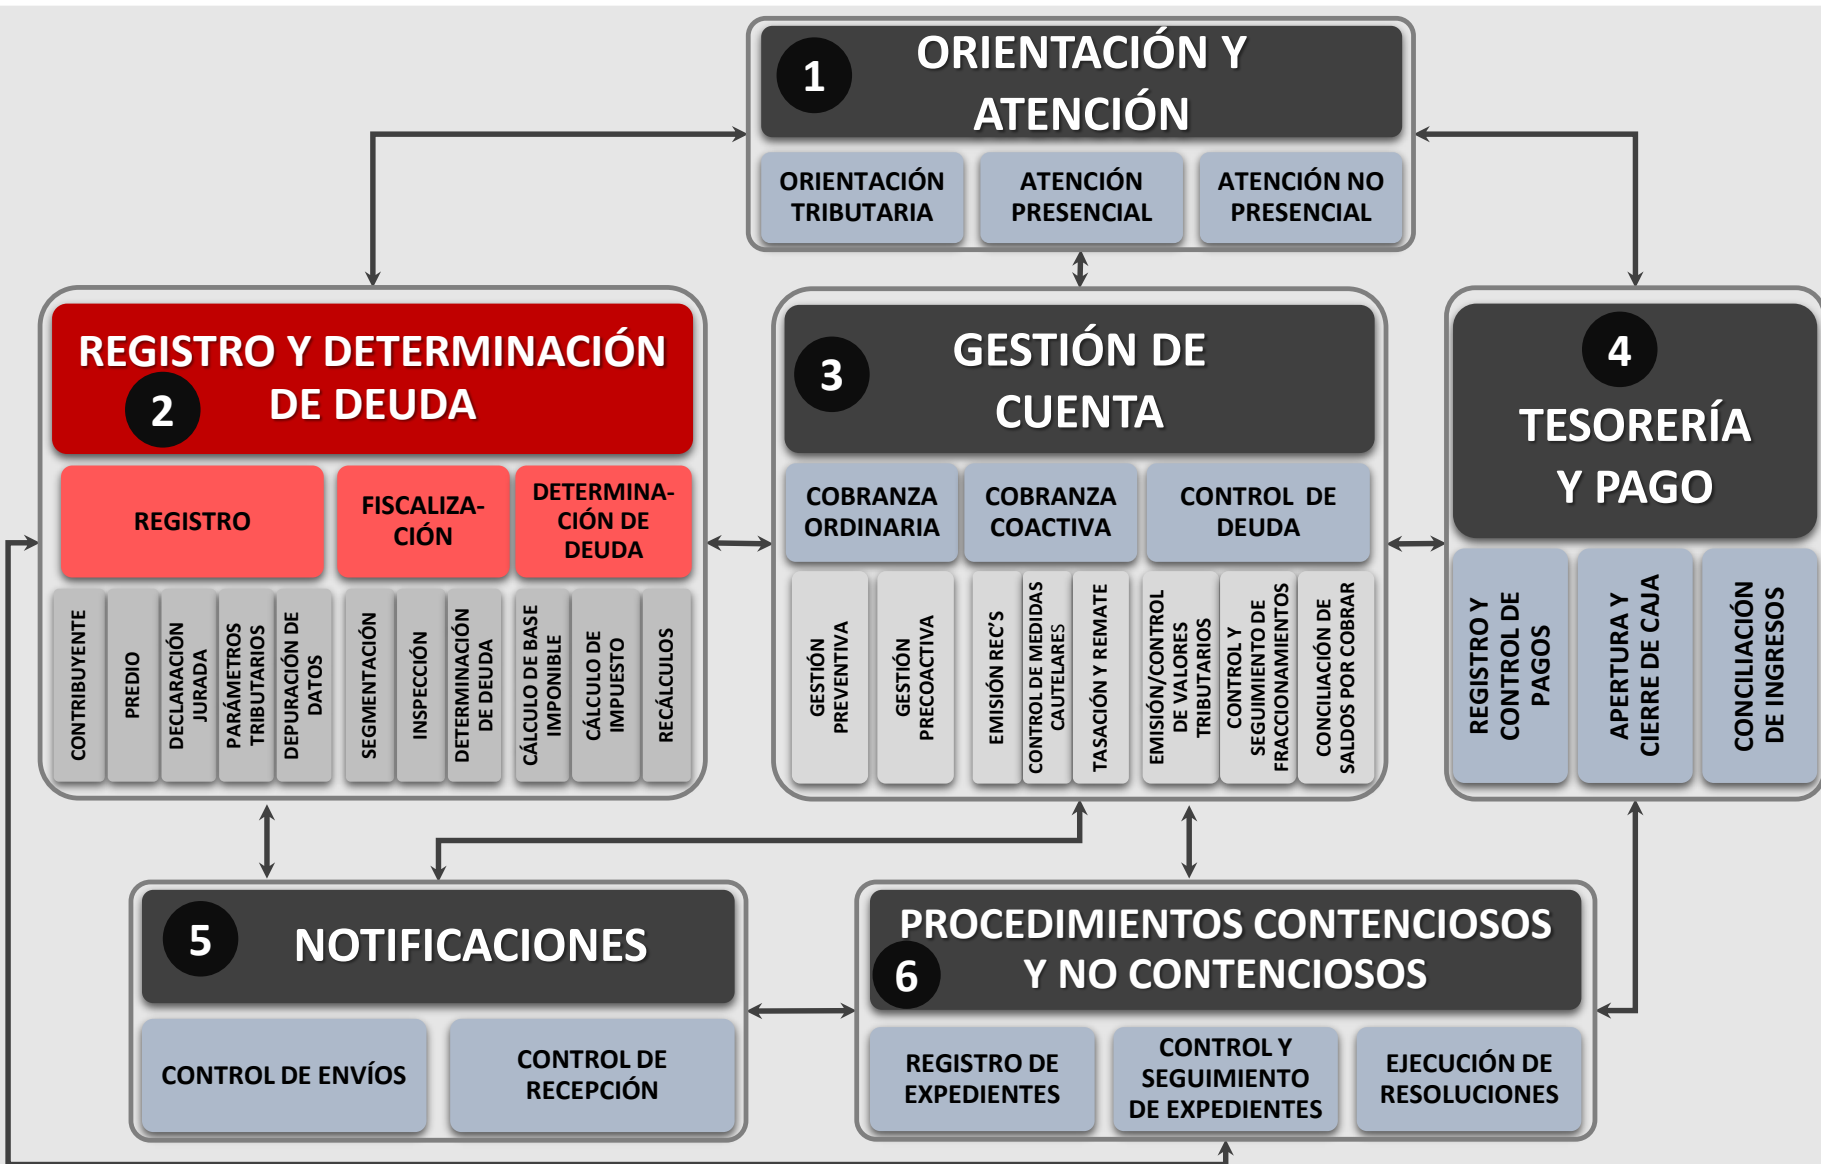 1
ORIENTACIÓN Y
ATENCIÓN
ORIENTACIÓN
TRIBUTARIA
ATENCIÓN
PRESENCIAL
ATENCIÓN NO
PRESENCIAL
REGISTRO Y DETERMINACIÓN
DE DEUDA
2
REGISTRO
FISCALIZA-
CIÓN
DETERMINA-
CIÓN DE
DEUDA
CONTRIBUYENTE
PREDIO
DECLARACIÓN
JURADA
PARÁMETROS
TRIBUTARIOS
DEPURACIÓN DE
DATOS
SEGMENTACIÓN
INSPECCIÓN
DETERMINACIÓN
DE DEUDA
CÁLCULO DE BASE
IMPONIBLE
CÁLCULO DE
IMPUESTO
RECÁLCULOS
3
GESTIÓN DE
CUENTA
COBRANZA
ORDINARIA
COBRANZA
COACTIVA
CONTROL DE
DEUDA
GESTIÓN
PREVENTIVA
GESTIÓN
PRECOACTIVA
EMISIÓN REC'S
CONTROL DE MEDIDAS
CAUTELARES
TASACIÓN Y REMATE
EMISIÓN/CONTROL
DE VALORES
TRIBUTARIOS
CONTROL Y
SEGUIMIENTO DE
FRACCIONAMIENTOS
CONCILIACIÓN DE
SALDOS POR COBRAR
4
TESORERÍA
Y PAGO
REGISTRO Y
CONTROL DE
PAGOS
APERTURA Y
CIERRE DE CAJA
CONCILIACIÓN
DE INGRESOS
5
NOTIFICACIONES
CONTROL DE ENVÍOS
CONTROL DE
RECEPCIÓN
PROCEDIMIENTOS CONTENCIOSOS
Y NO CONTENCIOSOS
6
REGISTRO DE
EXPEDIENTES
CONTROL Y
SEGUIMIENTO
DE EXPEDIENTES
EJECUCIÓN DE
RESOLUCIONES